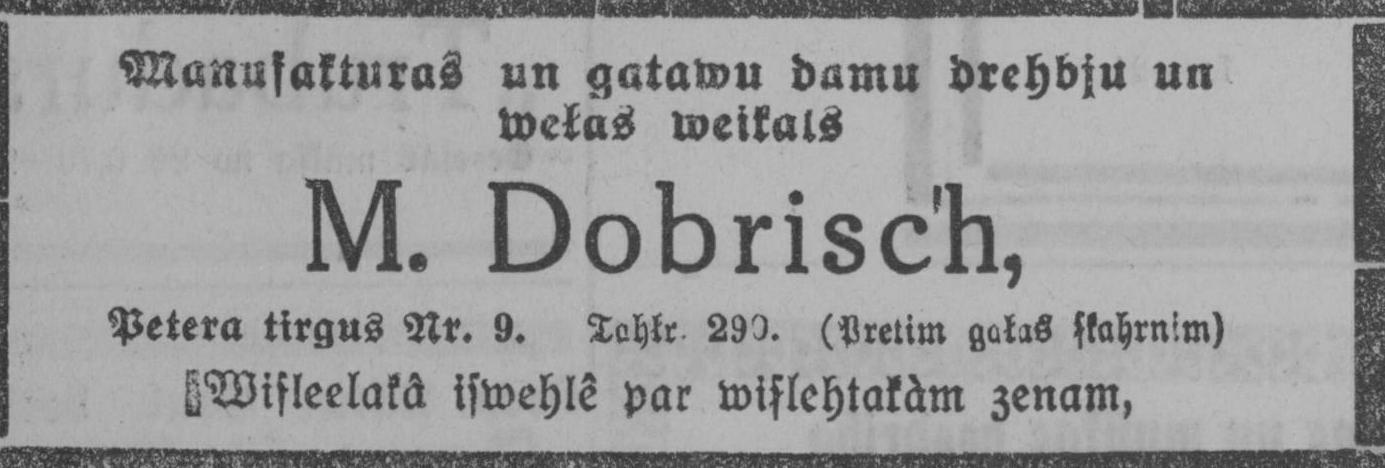 Manufakturas un gatawu damu drehbju un
weļas weikals
M. Dobrisch,
Petera tirgus Nr. 9. Tahlr. 290. (Pretim gaļas ſkahrnim)
Wiſleelakâ iſwehlê par wiſlehtakàm zenam,